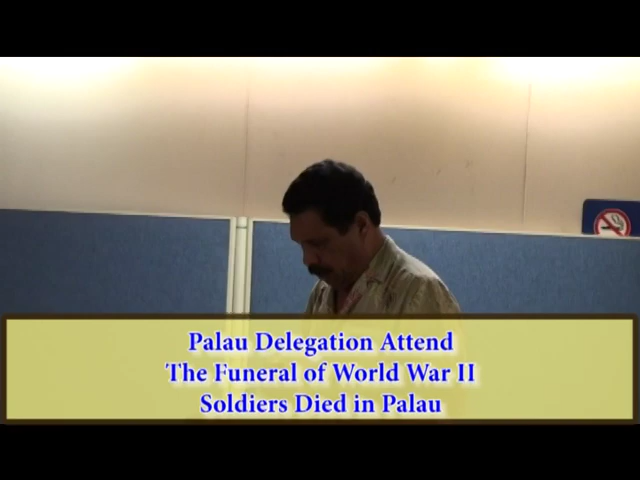 Palau Delegation Attend
The Funeral of World War II
Soldiers Died in Palau